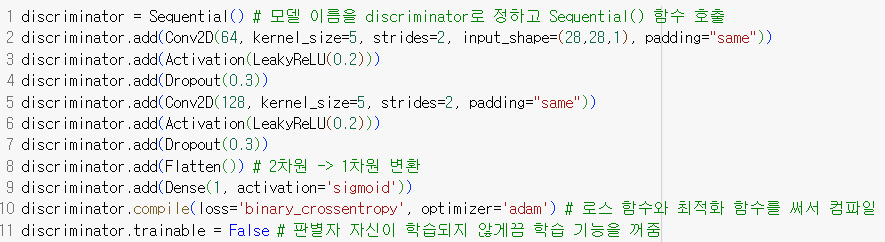 1 discriminator = Sequential() # 모델 이름을 discriminator로 정하고 Sequential() 함수 호출
2 discriminator.add(Conv2D(64, kernel_size=5, strides=2, input_shape=(28,28,1), padding="same"))
3 discriminator.add(Activation(LeakyReLU(0.2)))
4 discriminator.add(Dropout(0.3))
5 discriminator.add(Conv2D(128, kernel_size=5, strides=2, padding="same"))
6 discriminator.add(Activation(LeakyReLU(0.2)))
7 discriminator.add(Dropout(0.3))
8 discriminator.add(Flatten()) # 2차원 -> 1차원 변환
9 discriminator.add(Dense(1, activation='sigmoid'))
10 discriminator.compile(loss='binary_crossentropy', optimizer='adam') # 로스 함수와 최적화 함수를 써서 컴파일
11 discriminator.trainable = False # 판별자 자신이 학습되지 않게끔 학습 기능을 꺼줌